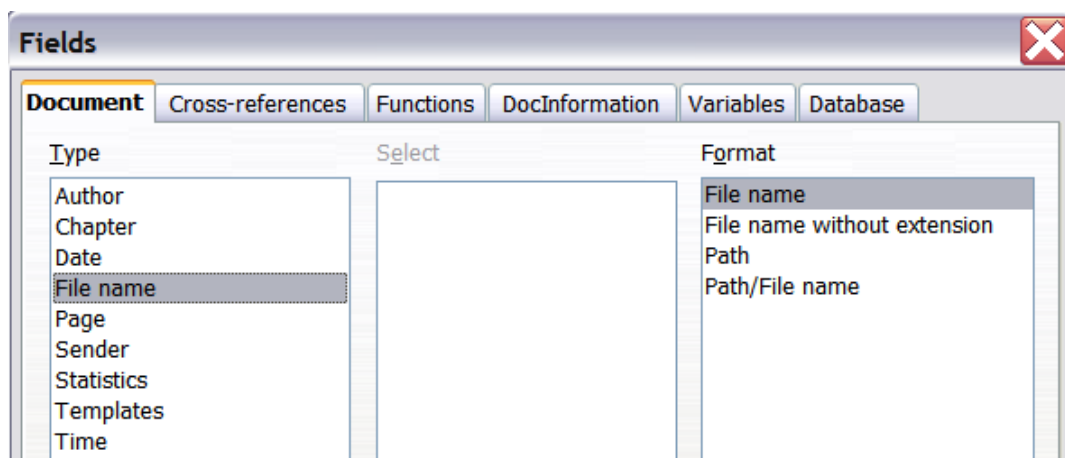 Fields
Document Cross-references Functions DocInformation Variables Database
Type Select Format
Author
Chapter
Date
File name
Page
Sender
Statistics
Templates
Time
File name
File name without extension
Path
Path/File name